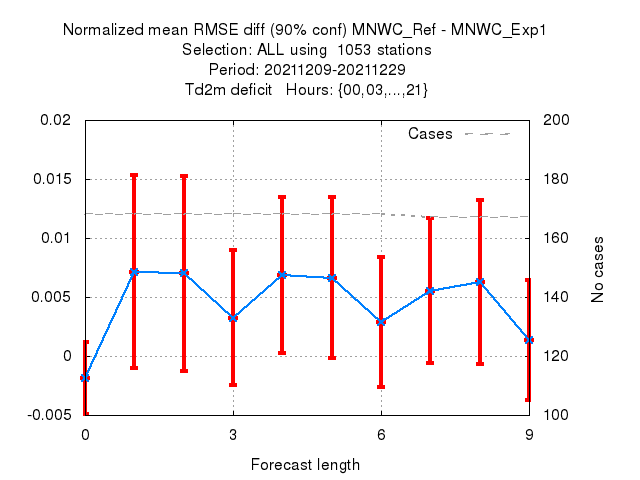 Normalized mean RMSE diff (90% conf) MNWC_Ref - MNWC_Exp1
Selection: ALL using  1053 stations
Period: 20211209-20211229
Td2m deficit   Hours: {00,03,...,21}
0.02
0.015
0.01
0.005
0
-0.005
Cases
200
180
160
140
120
100
No cases
0
3
6
9
Forecast length